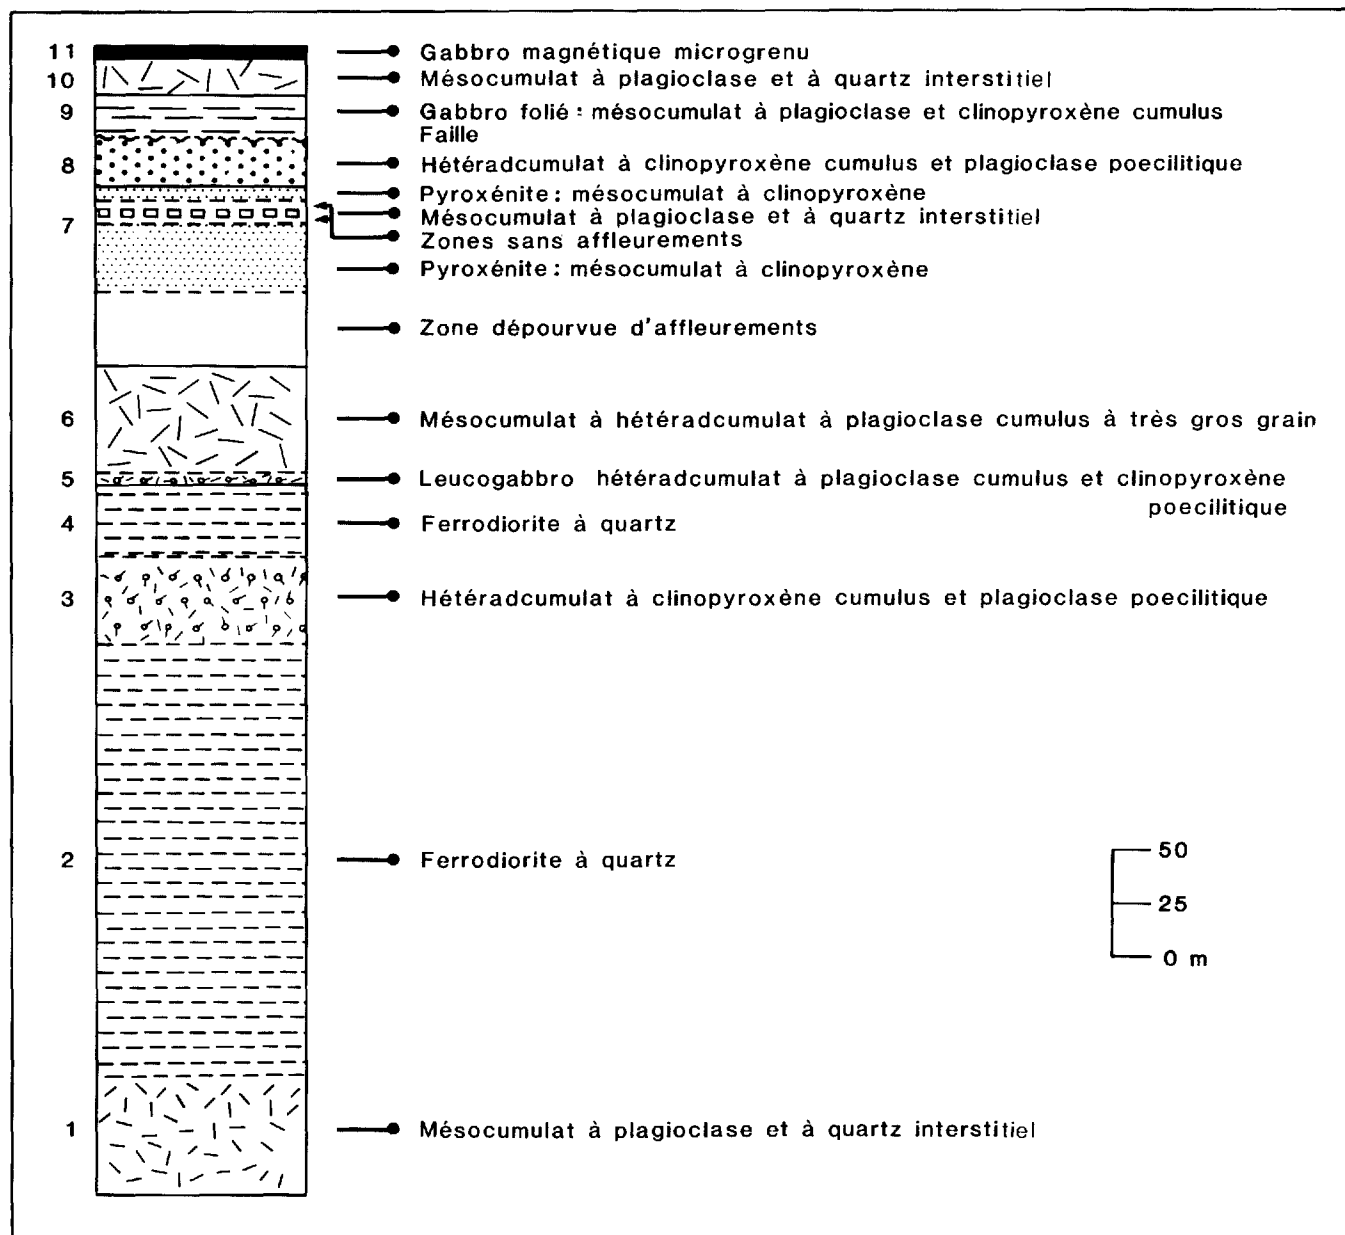 11 Gabbro magnétique microgrenu
10 Mésocumulat à plagioclase et à quartz interstitiel
9 Gabbro folié : mésocumulat à plagioclase et clinopyroxène cumulus
Faille
8 Hétéradcumulat à clinopyroxène cumulus et plagioclase poecilitique
Pyroxénite : mésocumulat à clinopyroxène
Mésocumulat à plagioclase et à quartz interstitiel
7
Zones sans affleurements
Pyroxénite : mésocumulat à clinopyroxène
Zone dépourvue d'affleurements
6 Mésocumulat à hétéradcumulat à plagioclase cumulus à très gros grain
5 Leucogabbro hétéradcumulat à plagioclase cumulus et clinopyroxène
poecilitique
4 Ferrodiorite à quartz
3 Hétéradcumulat à clinopyroxène cumulus et plagioclase poecilitique
2 Ferrodiorite à quartz
50
25
0 m
1 Mésocumulat à plagioclase et à quartz interstitiel